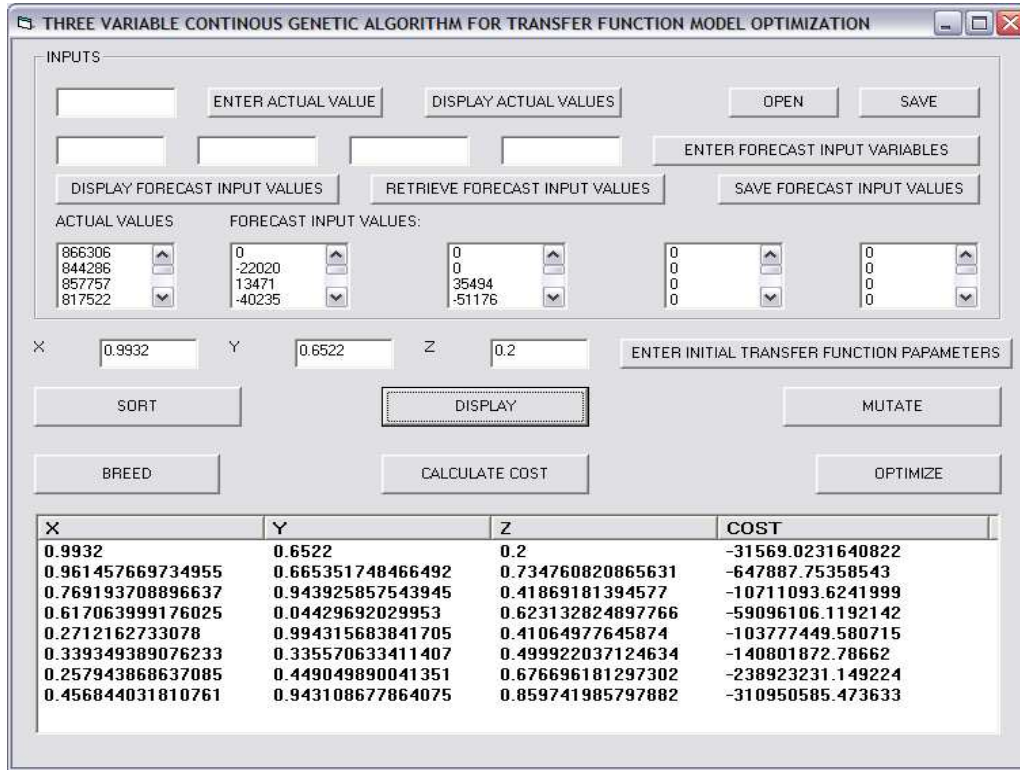 THREE VARIABLE CONTINOUS GENETIC ALGORITHM FOR TRANSFER FUNCTION MODEL OPTIMIZATION
INPUTS
ENTER ACTUAL VALUE DISPLAY ACTUAL VALUES OPEN SAVE
ENTER FORECAST INPUT VARIABLES
DISPLAY FORECAST INPUT VALUES RETRIEVE FORECAST INPUT VALUES SAVE FORECAST INPUT VALUES
ACTUAL VALUES FORECAST INPUT VALUES:
866306 0 0 0 0
844286 -22020 0 0 0
857757 13471 35494 0 0
817522 -40235 -51176 0 0
X 0.9932 Y 0.6522 Z 0.2 ENTER INITIAL TRANSFER FUNCTION PAPAMETERS
SORT DISPLAY MUTATE
BREED CALCULATE COST OPTIMIZE
X Y Z COST
0.9932 0.6522 0.2 -31569.0231640822
0.961457669734955 0.665351748466492 0.734760820865631 -647887.75358543
0.769193708896637 0.943925857543945 0.41869181394577 -10711093.6241999
0.617063999176025 0.04429692029953 0.623132824897766 -59096106.1192142
0.2712162733078 0.994315683841705 0.41064977645874 -103777449.580715
0.339349389076233 0.335570633411407 0.499922037124634 -140801872.78662
0.257943868637085 0.449049890041351 0.676696181297302 -238923231.149224
0.456844031810761 0.943108677864075 0.859741985797882 -310950585.473633